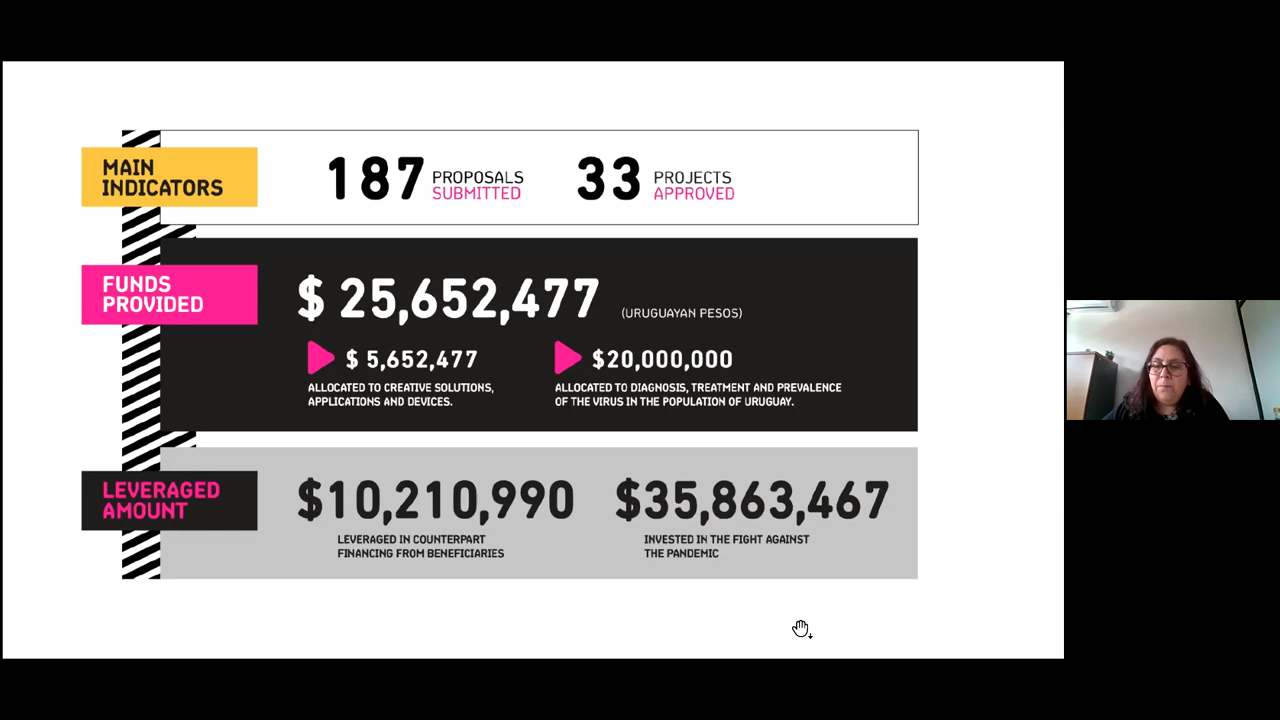 MAIN
INDICATORS
187 PROPOSALS
SUBMITTED
33 PROJECTS
APPROVED
FUNDS
PROVIDED
$ 25,652,477 (URUGUAYAN PESOS)
$ 5,652,477
ALLOCATED TO CREATIVE SOLUTIONS,
APPLICATIONS AND DEVICES.
$20,000,000
ALLOCATED TO DIAGNOSIS, TREATMENT AND PREVALENCE
OF THE VIRUS IN THE POPULATION OF URUGUAY.
LEVERAGED
AMOUNT
$10,210,990
LEVERAGED IN COUNTERPART
FINANCING FROM BENEFICIARIES
$35,863,467
INVESTED IN THE FIGHT AGAINST
THE PANDEMIC